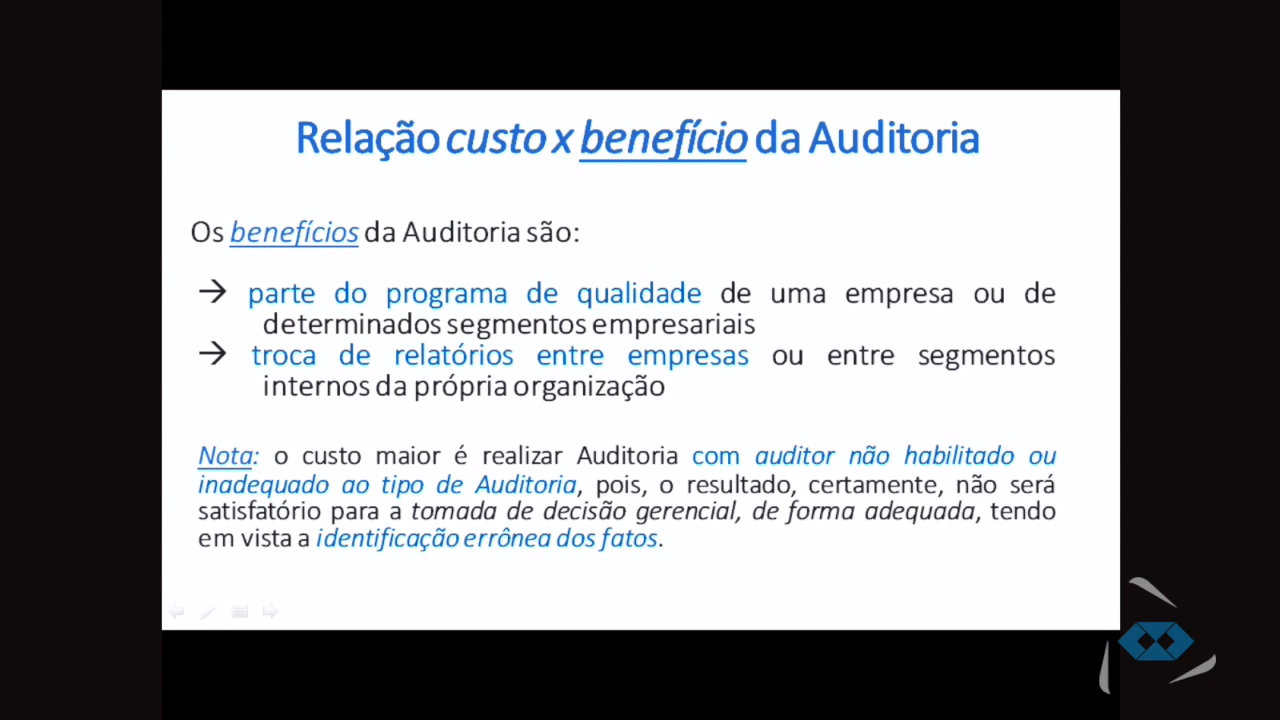 Relação custo x benefício da Auditoria
Os benefícios da Auditoria são:
→ parte do programa de qualidade de uma empresa ou de
determinados segmentos empresariais
→ troca de relatórios entre empresas ou entre segmentos
internos da própria organização
Nota: o custo maior é realizar Auditoria com auditor não habilitado ou
inadequado ao tipo de Auditoria, pois, o resultado, certamente, não será
satisfatório para a tomada de decisão gerencial, de forma adequada, tendo
em vista a identificação errônea dos fatos.